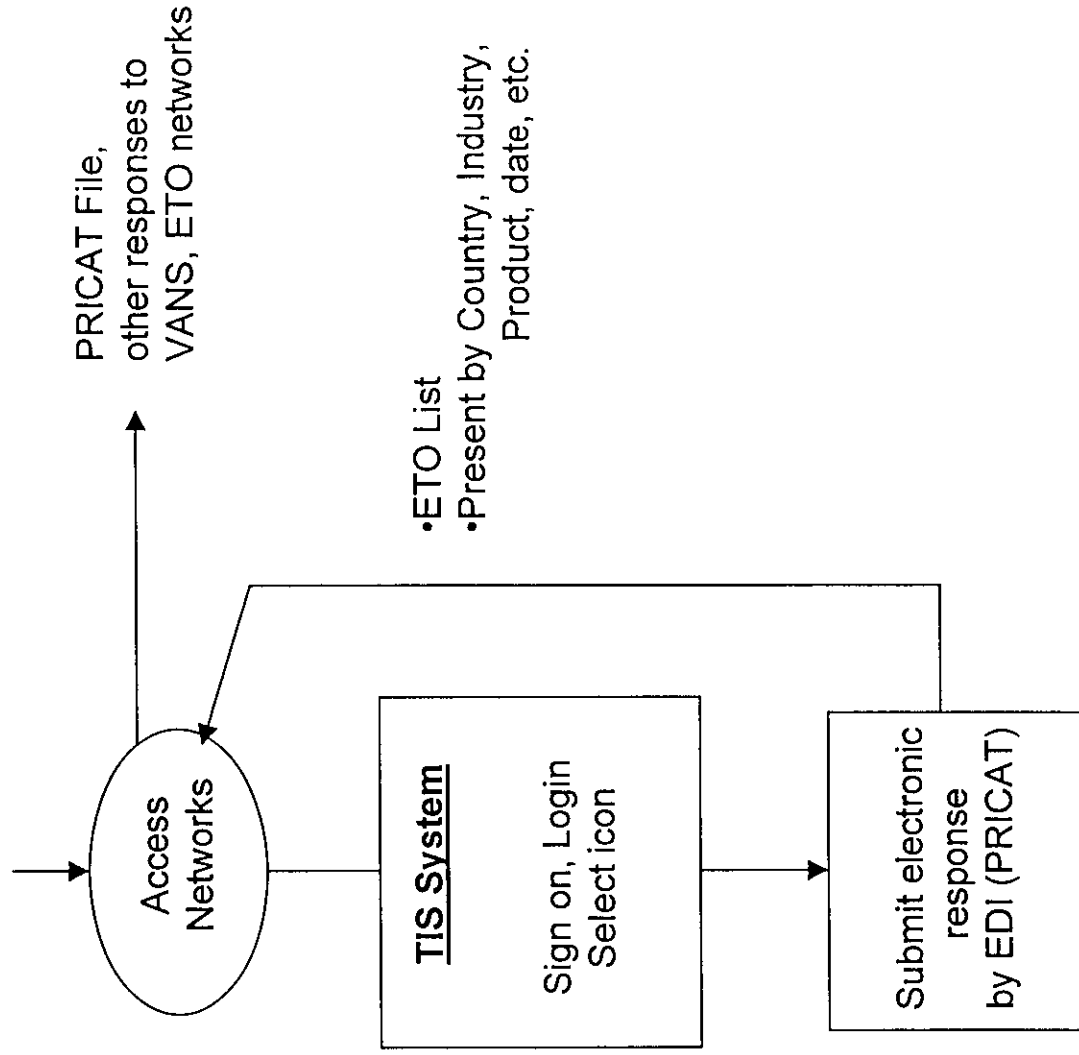 PRICAT File,
other responses to
VANS, ETO networks
Access
Networks
•ETO List
•Present by Country, Industry,
Product, date, etc.
TIS System
Sign on, Login
Select icon
Submit electronic
response
by EDI (PRICAT)